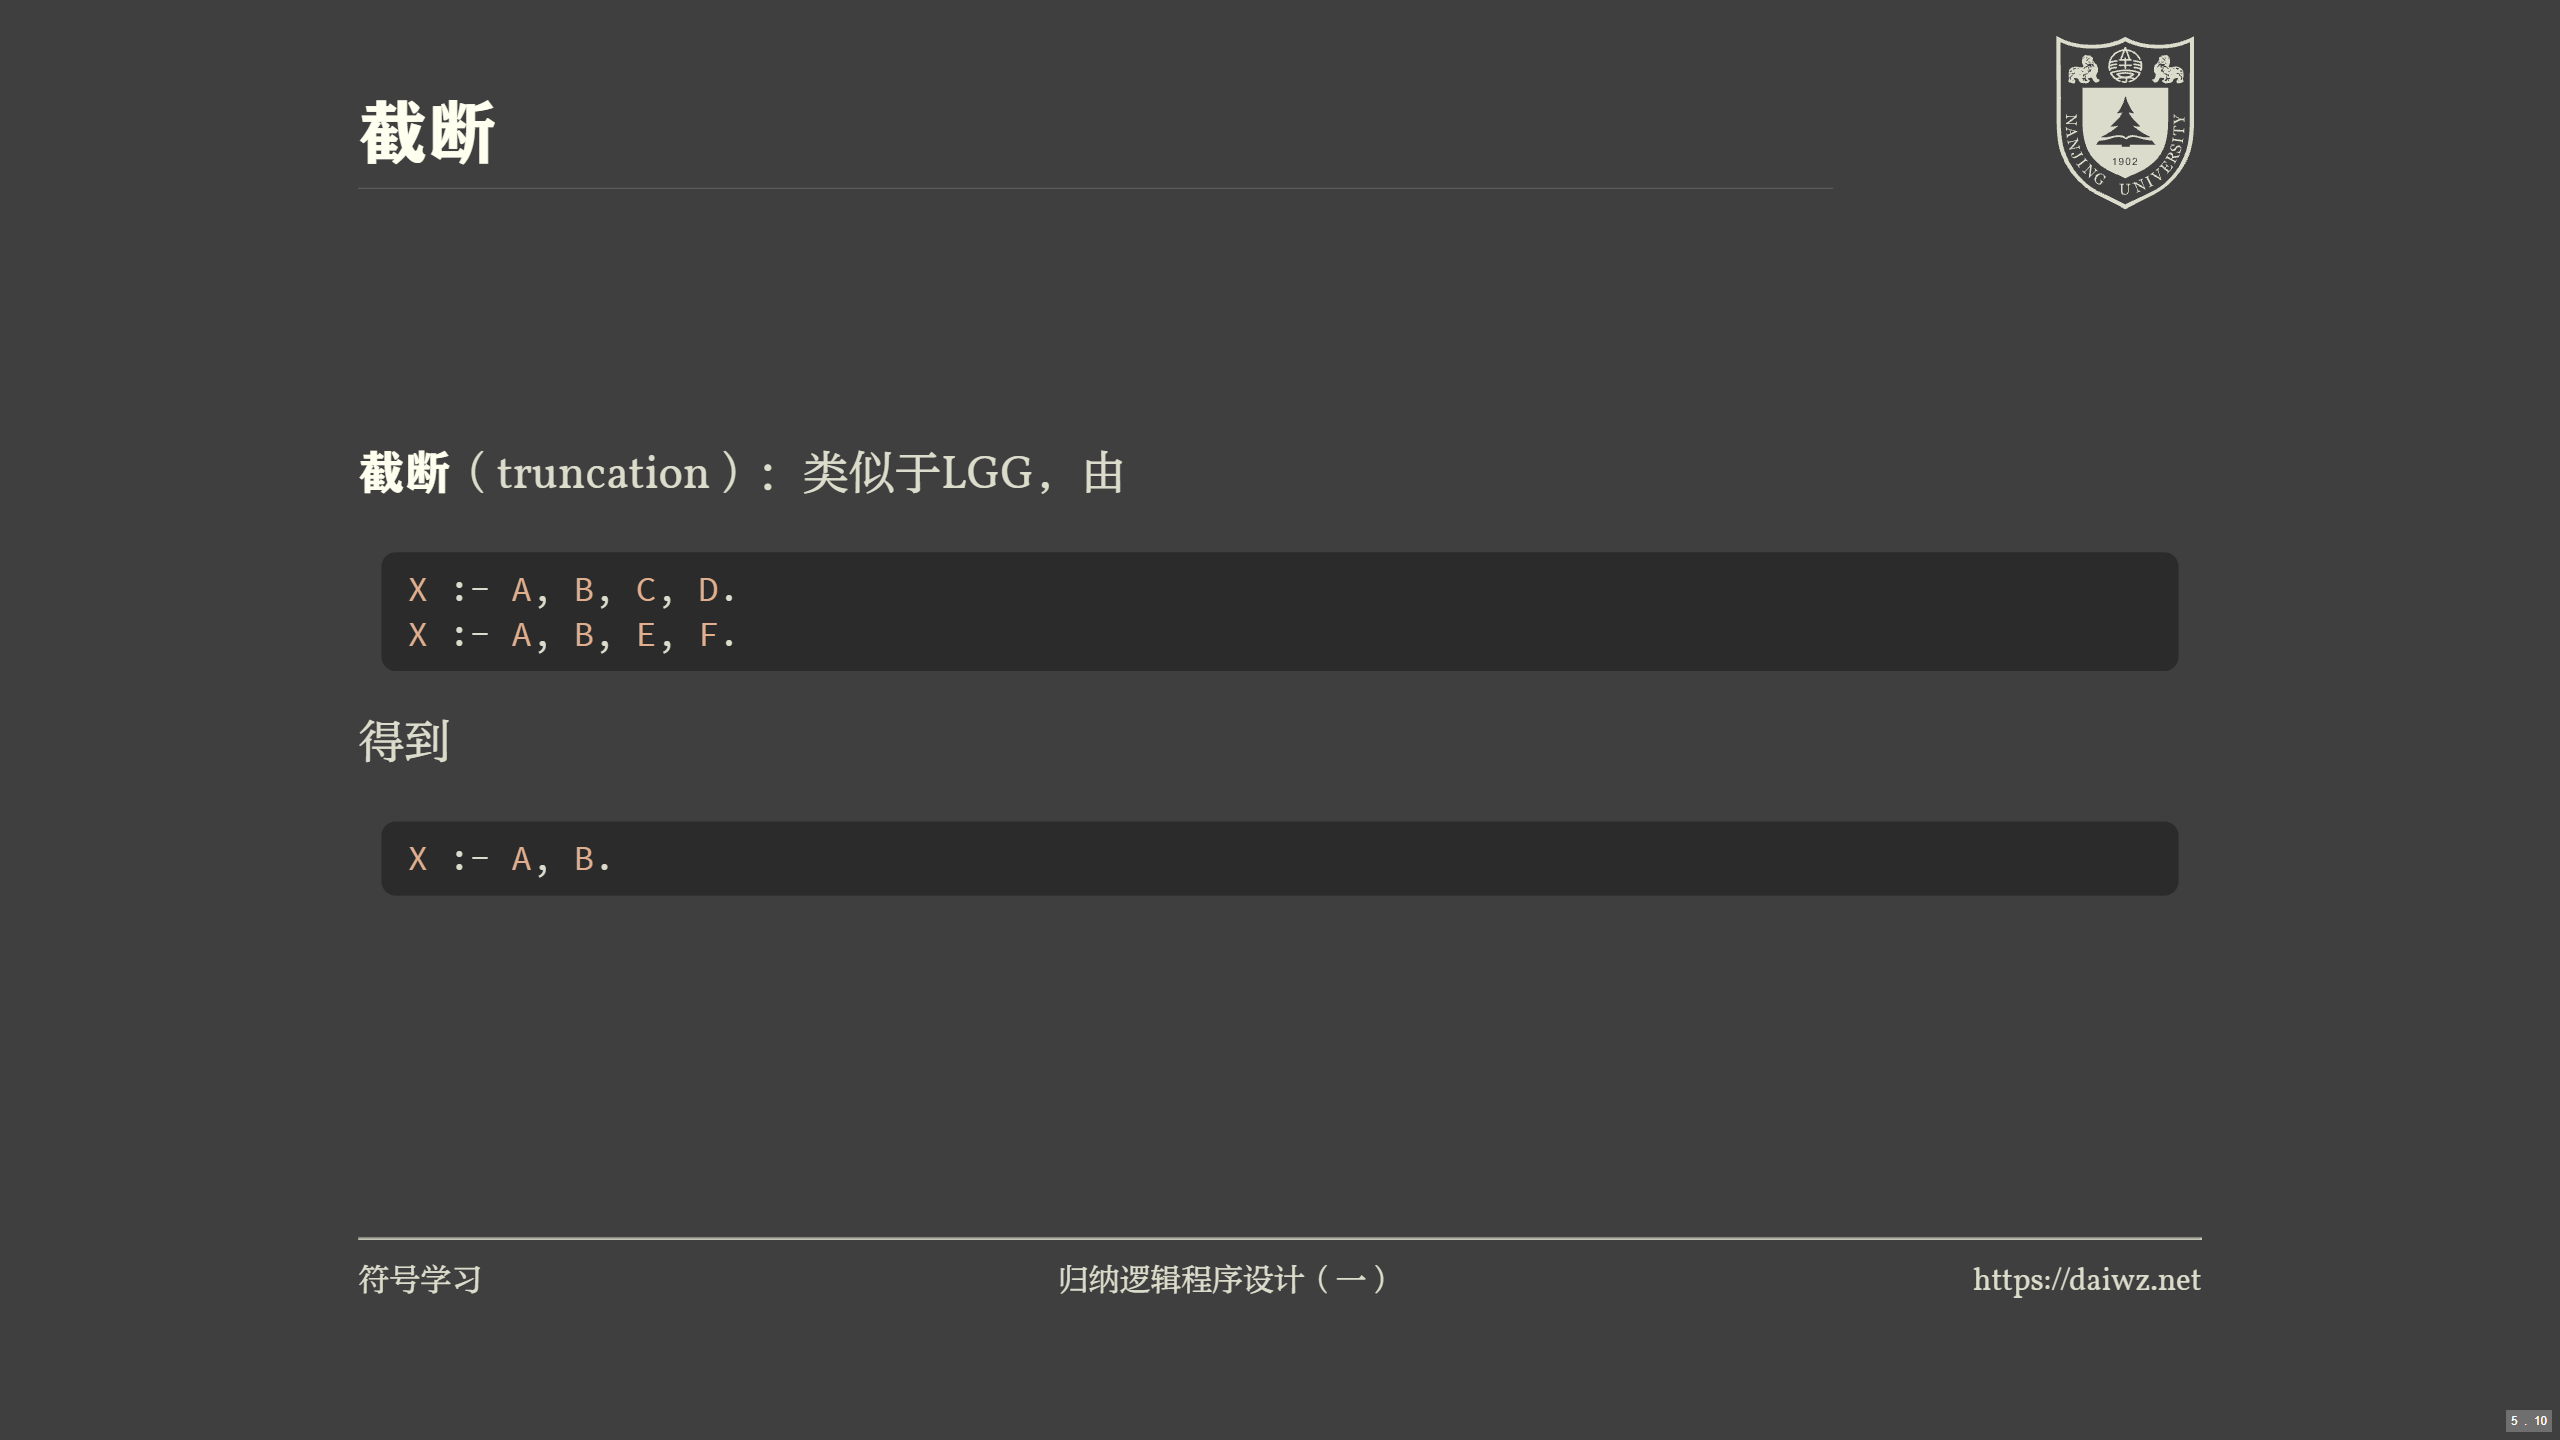 截断
NANJING UNIVERSITY
1902
截断（truncation）：类似于LGG，由
X :- A, B, C, D.
X :- A, B, E, F.
得到
X :- A, B.
符号学习
归纳逻辑程序设计（一）
https://daiwz.net
5 . 10